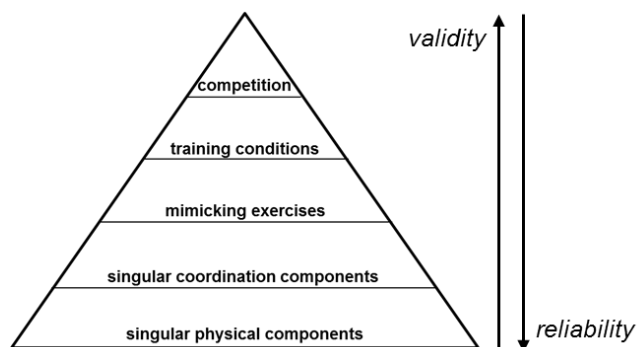 validity
competition
training conditions
mimicking exercises
singular coordination components
singular physical components
reliability